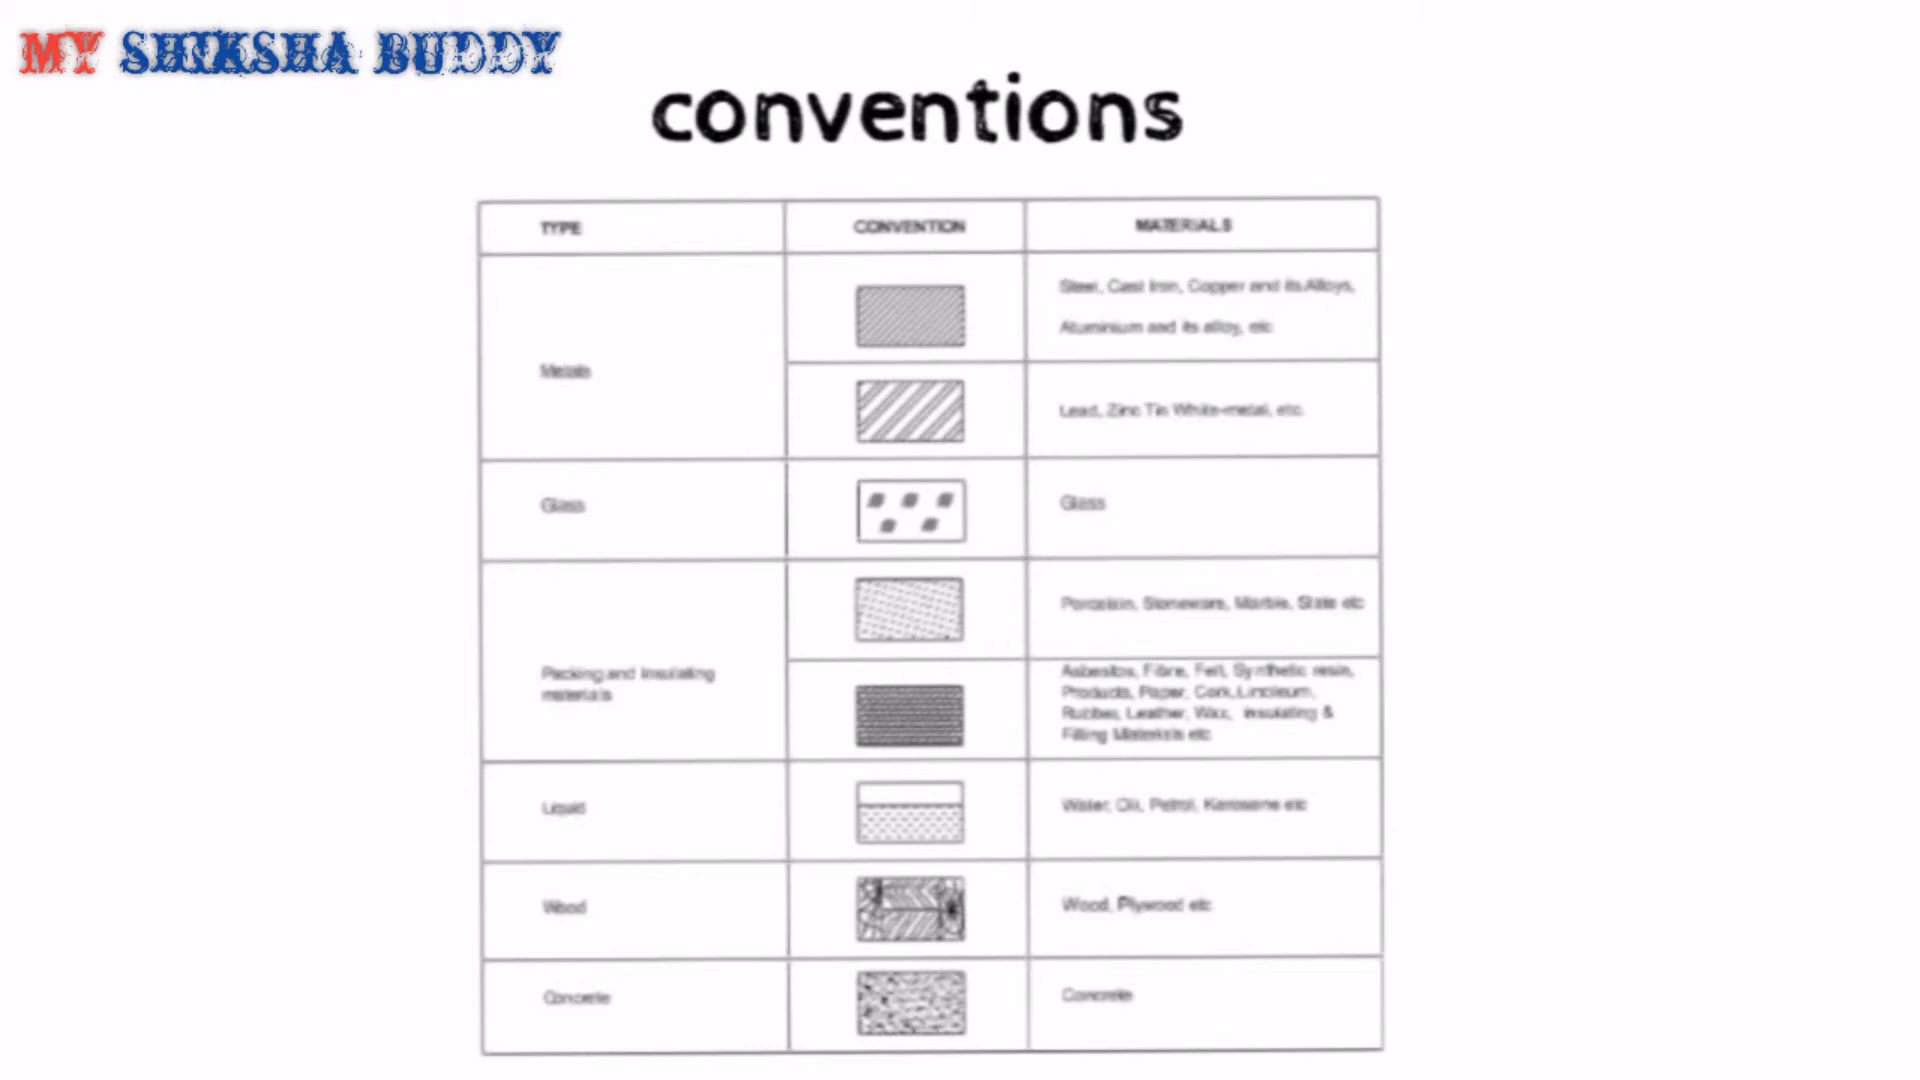 MY SHIKSHA BUDDY
conventions
TYPE CONVENTION MATERIALS
Metals
Steel, Cast Iron, Copper and its Alloys,
Aluminium and its alloy, etc
Lead, Zinc Tin White-metal, etc.
Glass
Glass
Packing and Insulating
materials
Porcelain, Stoneware, Marble, Slate etc
Asbestos, Fibre, Felt, Synthetic resin,
Products, Paper, Cork, Linoleum,
Rubber, Leather, Wax, insulating &
Filling Materials etc
Liquid
Water, Oil, Petrol, Kerosene etc
Wood
Wood, Plywood etc
Concrete
Concrete